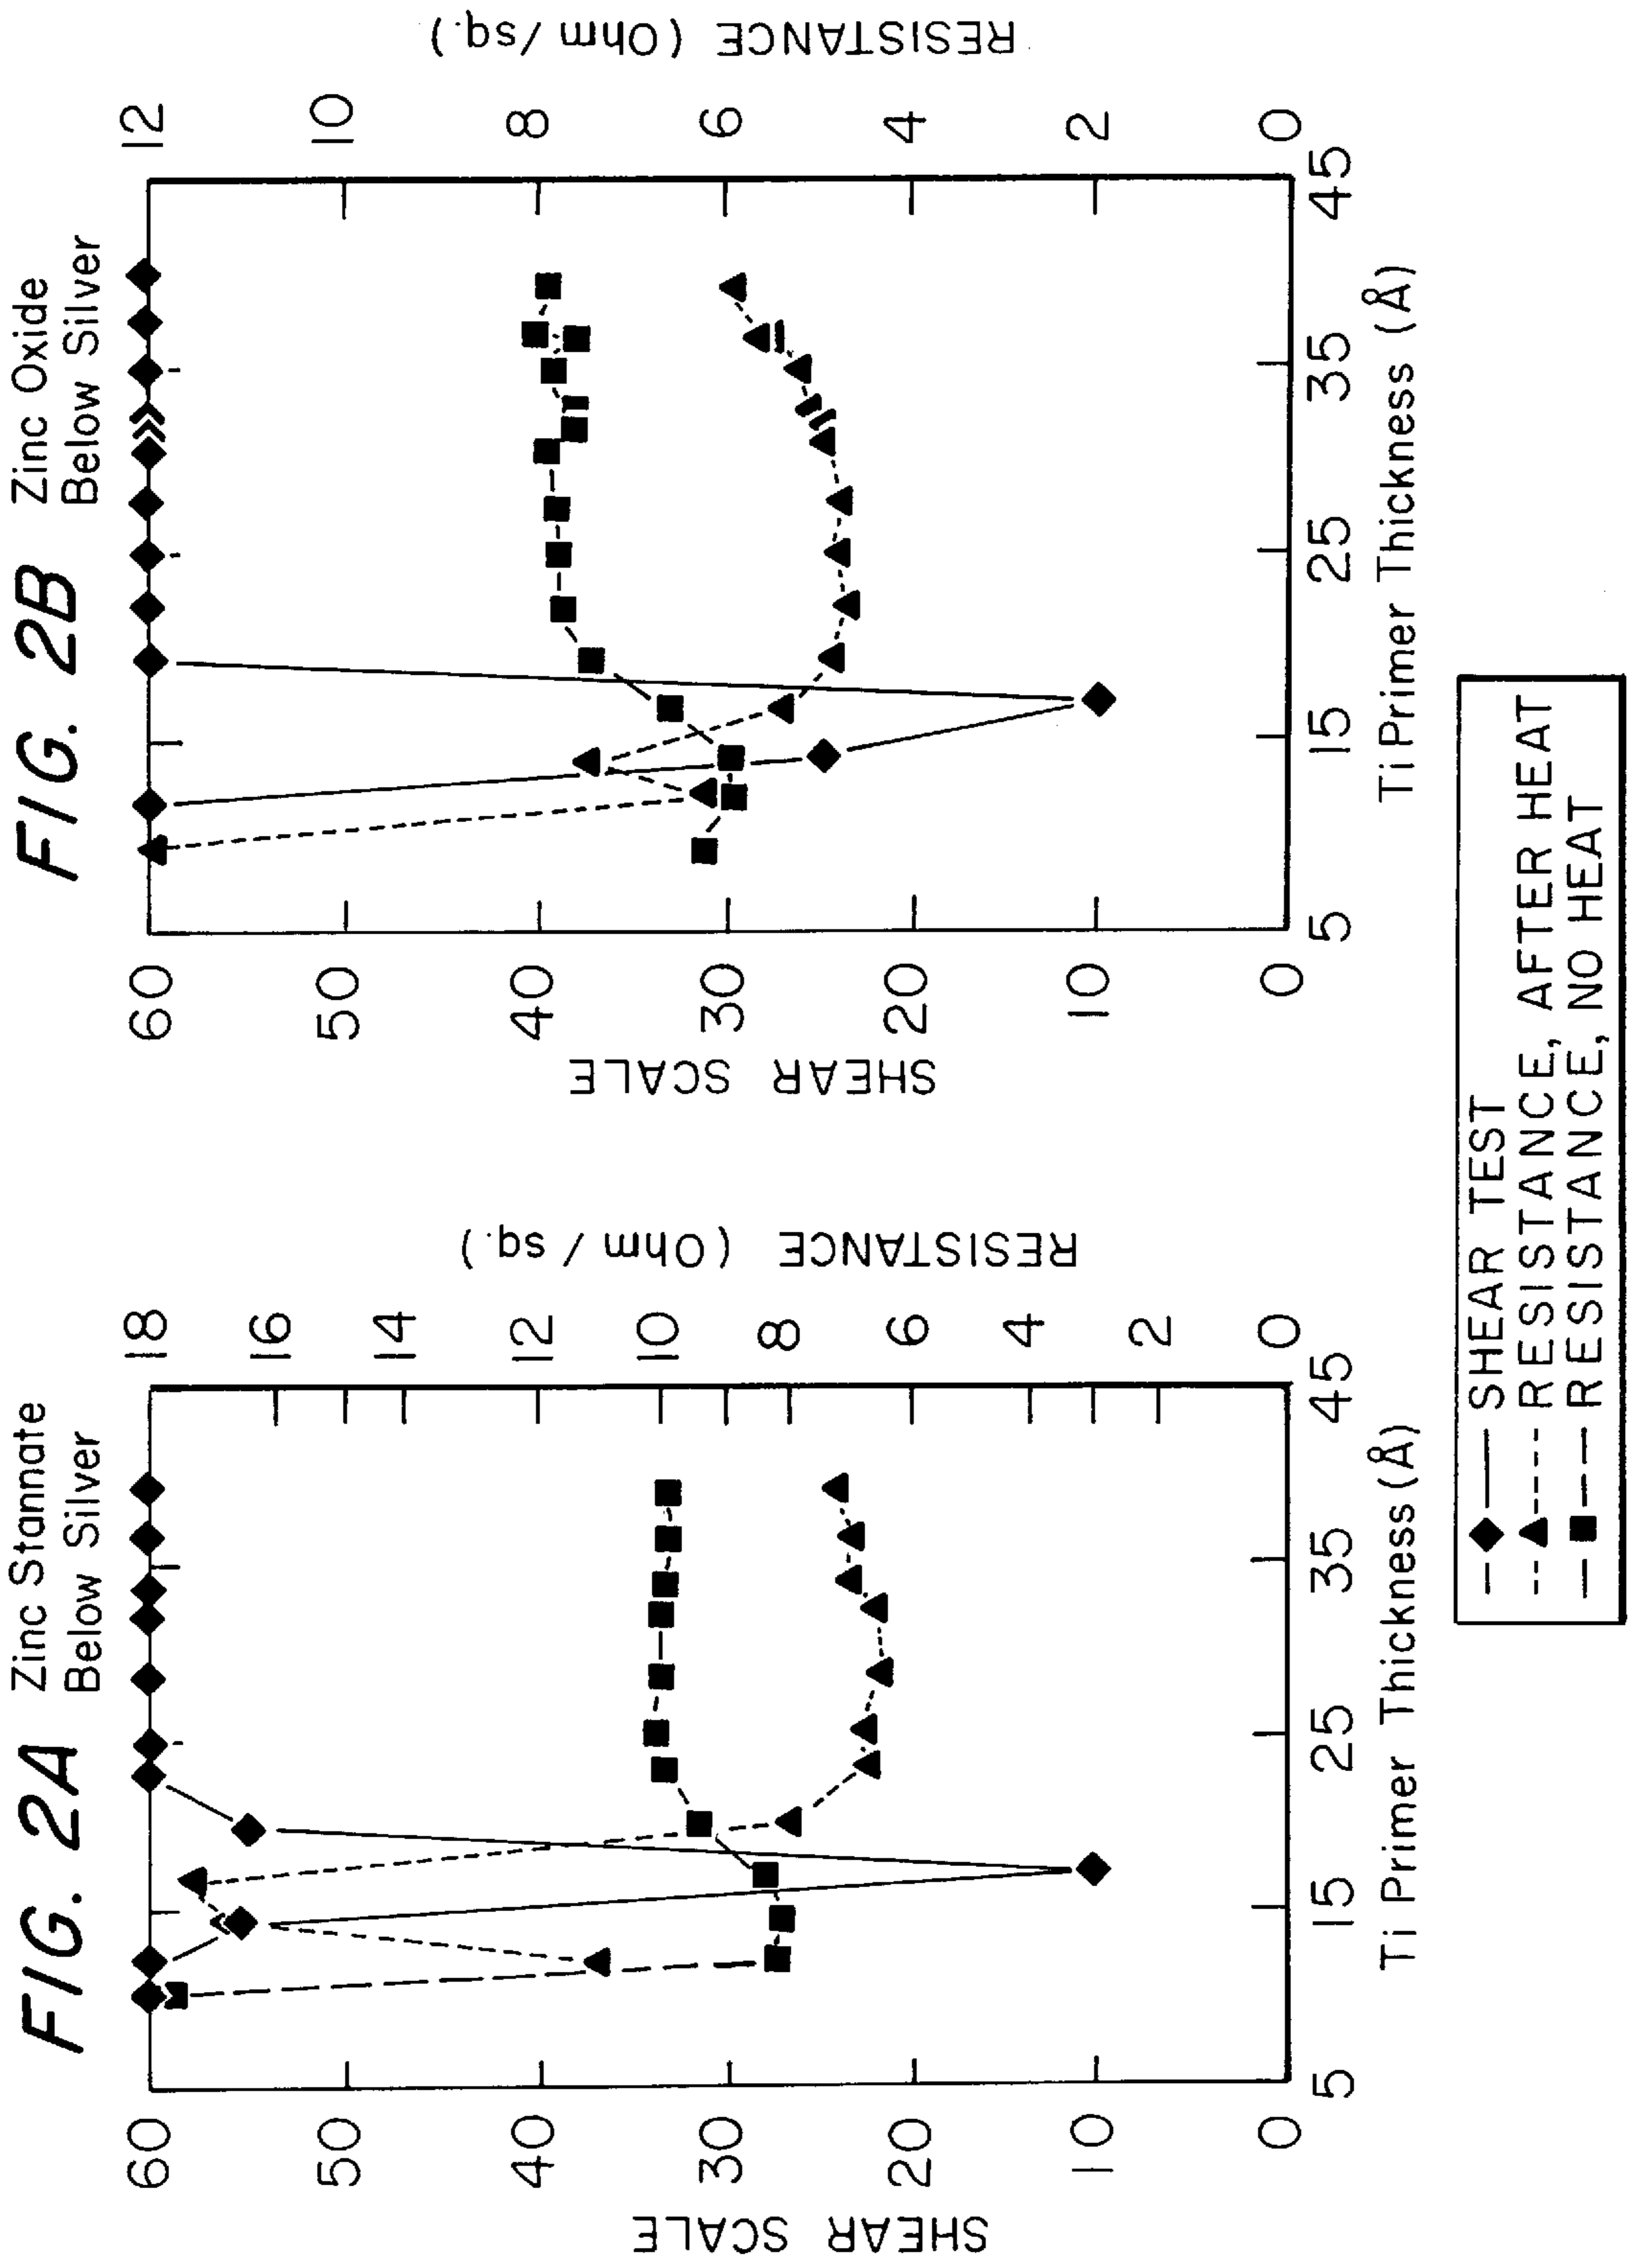 FIG. 2A
Zinc Stannate
Below Silver
SHEAR SCALE
60
50
40
30
20
10
0
18
16
14
12
10
8
6
4
2
0
RESISTANCE (Ohm/sq.)
5
15
25
35
45
Ti Primer Thickness (Å)
FIG. 2B
Zinc Oxide
Below Silver
SHEAR SCALE
60
50
40
30
20
10
0
12
10
8
6
4
2
0
RESISTANCE (Ohm/sq.)
5
15
25
35
45
Ti Primer Thickness (Å)
SHEAR TEST
RESISTANCE, AFTER HEAT
RESISTANCE, NO HEAT